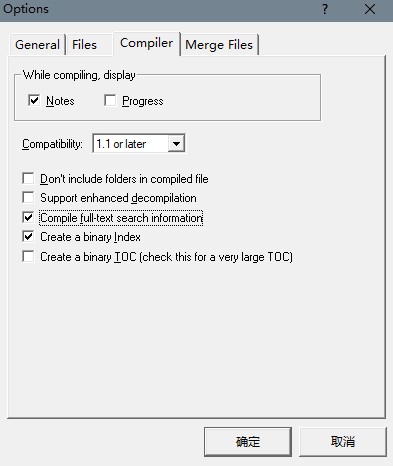 Options
?
General Files Compiler Merge Files
While compiling, display
Notes Progress
Compatibility: 1.1 or later
Don't include folders in compiled file
Support enhanced decompilation
Compile full-text search information
Create a binary Index
Create a binary TOC (check this for a very large TOC)
确定 取消